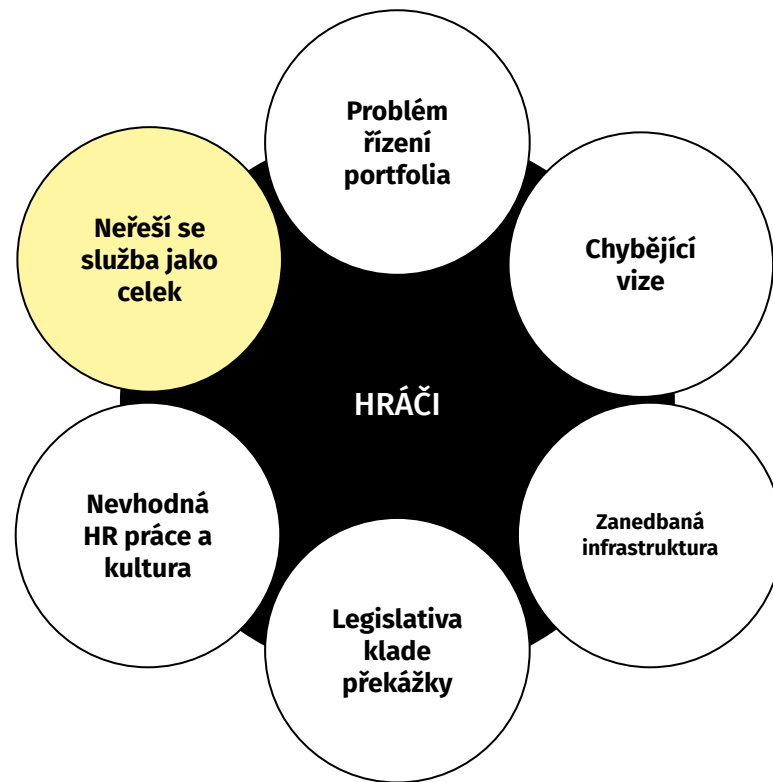 Problém
řízení
portfolia
Neřeší se
služba jako
celek
Chybějící
vize
HRÁČI
Nevhodná
HR práce a
kultura
Zanedbaná
infrastruktura
Legislativa
klade
překážky